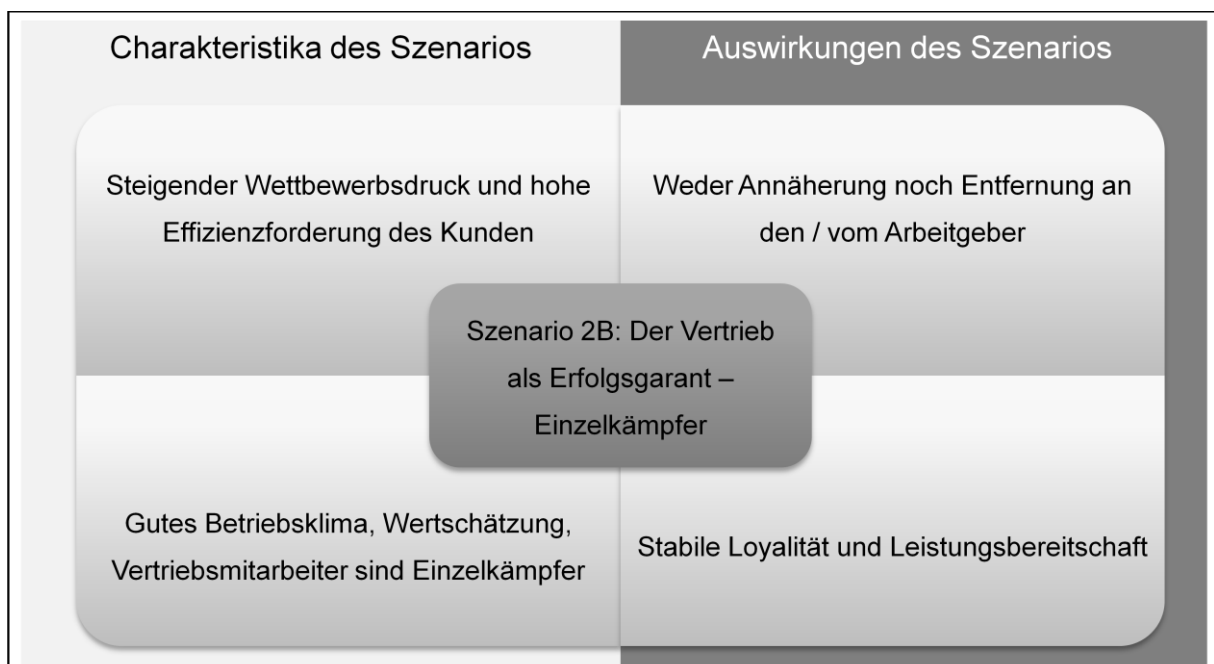 Charakteristika des Szenarios
Auswirkungen des Szenarios
Steigender Wettbewerbsdruck und hohe
Effizienzforderung des Kunden
Weder Annäherung noch Entfernung an
den / vom Arbeitgeber
Szenario 2B: Der Vertrieb
als Erfolgsgarant –
Einzelkämpfer
Gutes Betriebsklima, Wertschätzung,
Vertriebsmitarbeiter sind Einzelkämpfer
Stabile Loyalität und Leistungsbereitschaft